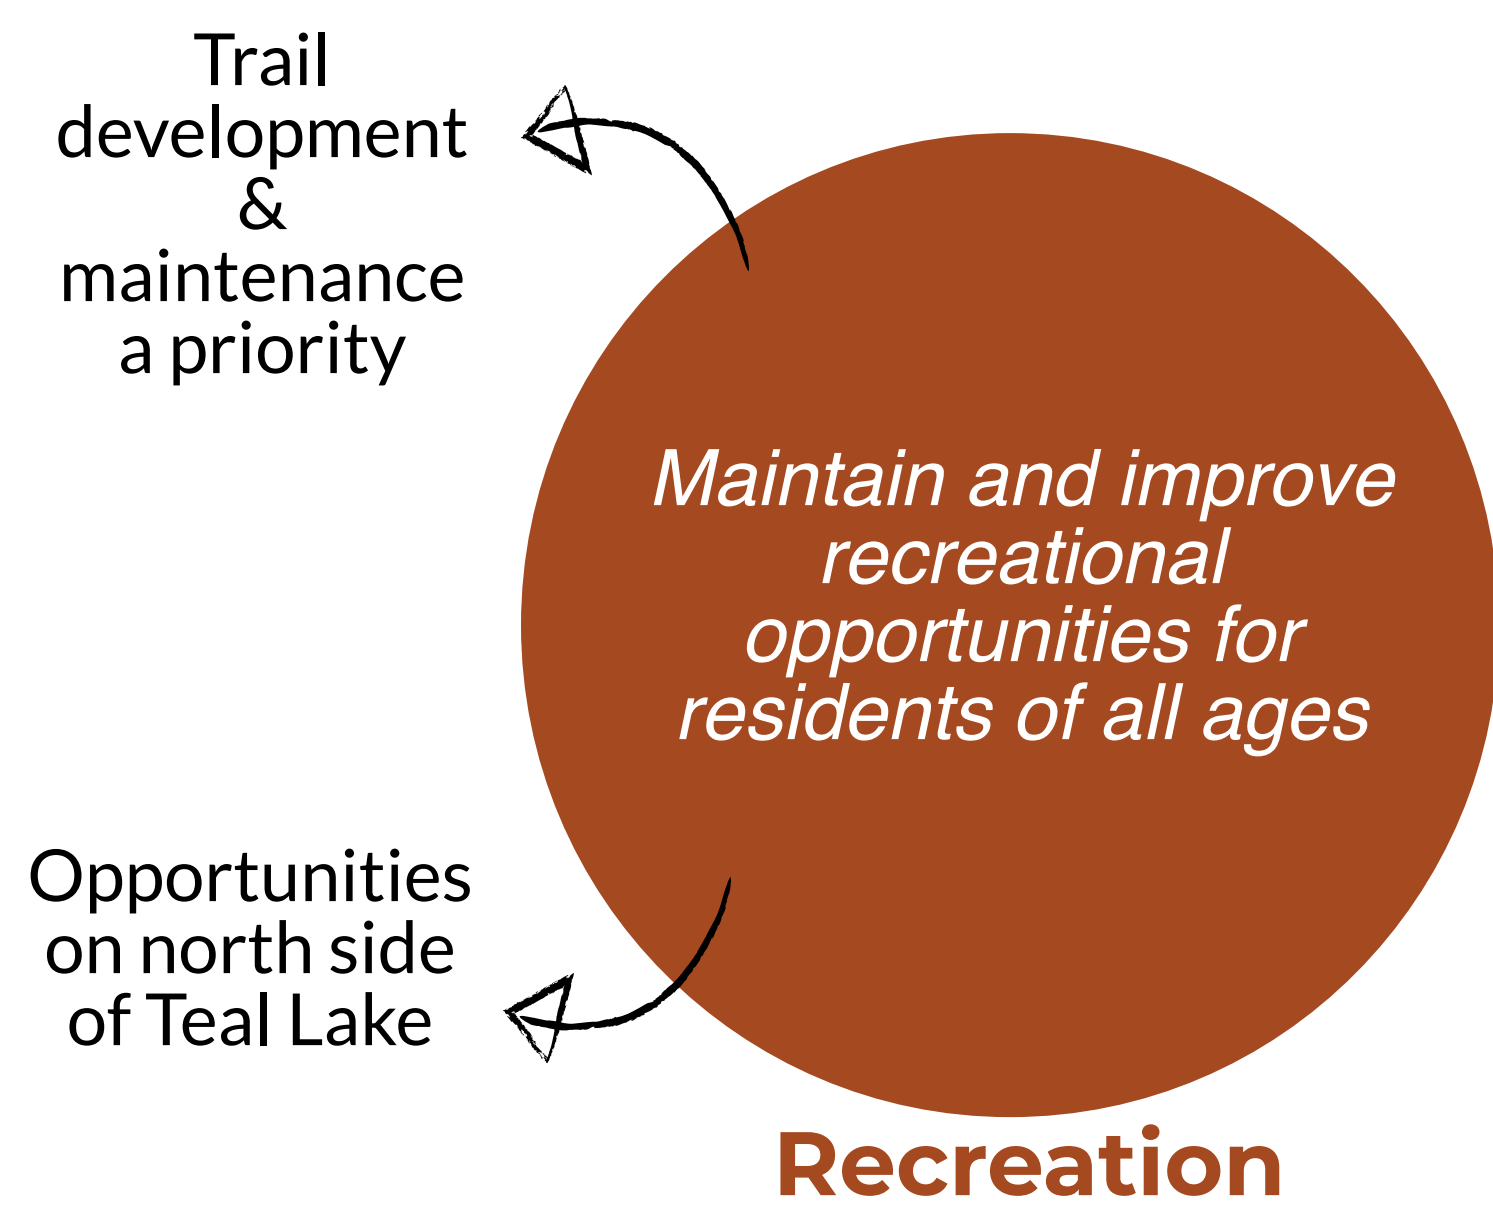 Trail
development
&
maintenance
a priority
Maintain and improve
recreational
opportunities for
residents of all ages
Opportunities
on north side
of Teal Lake
Recreation